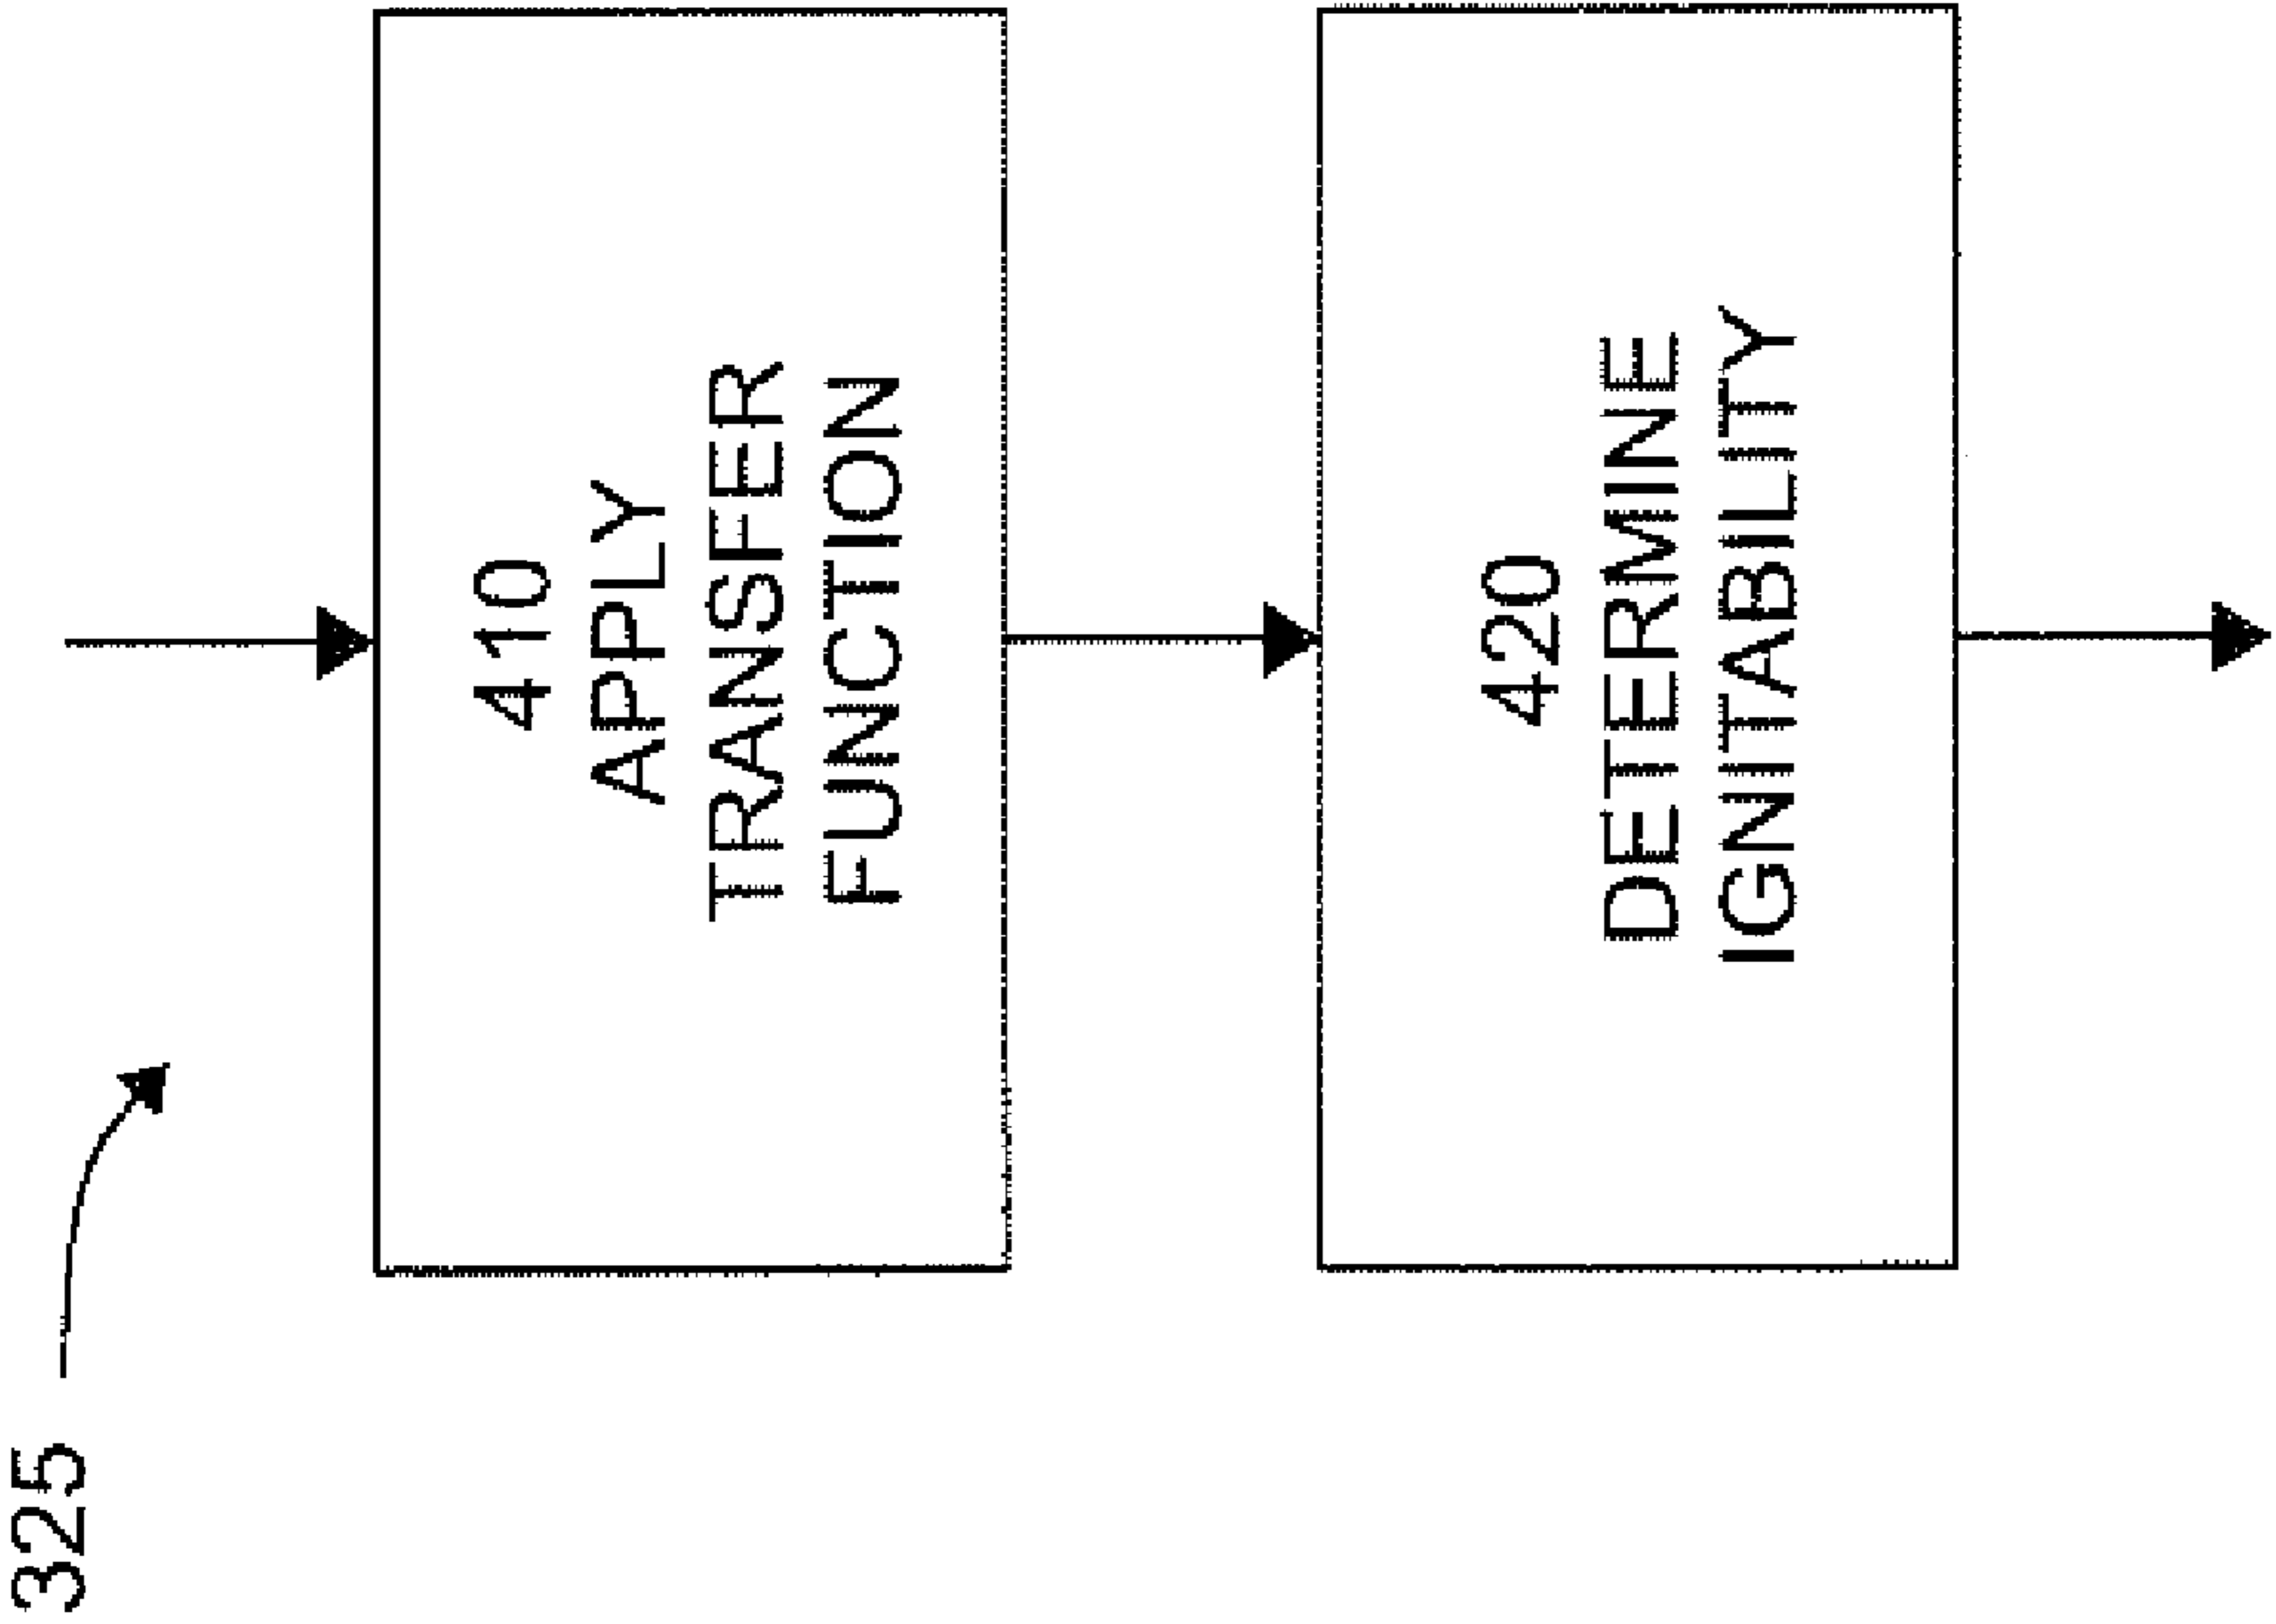 325
410
APPLY
TRANSFER
FUNCTION
420
DETERMINE
IGNITABILITY